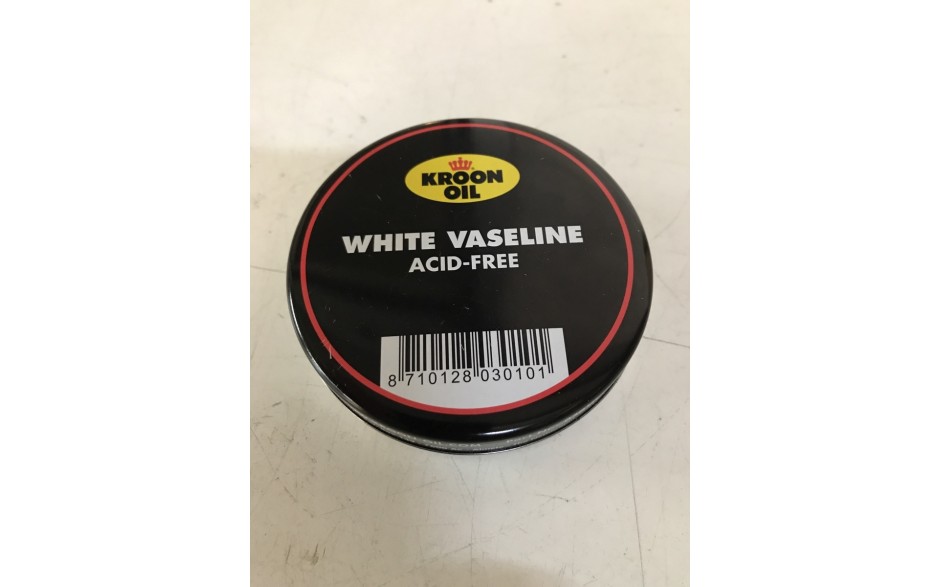 KROON
OIL
WHITE VASELINE
ACID-FREE
8 710128 030101